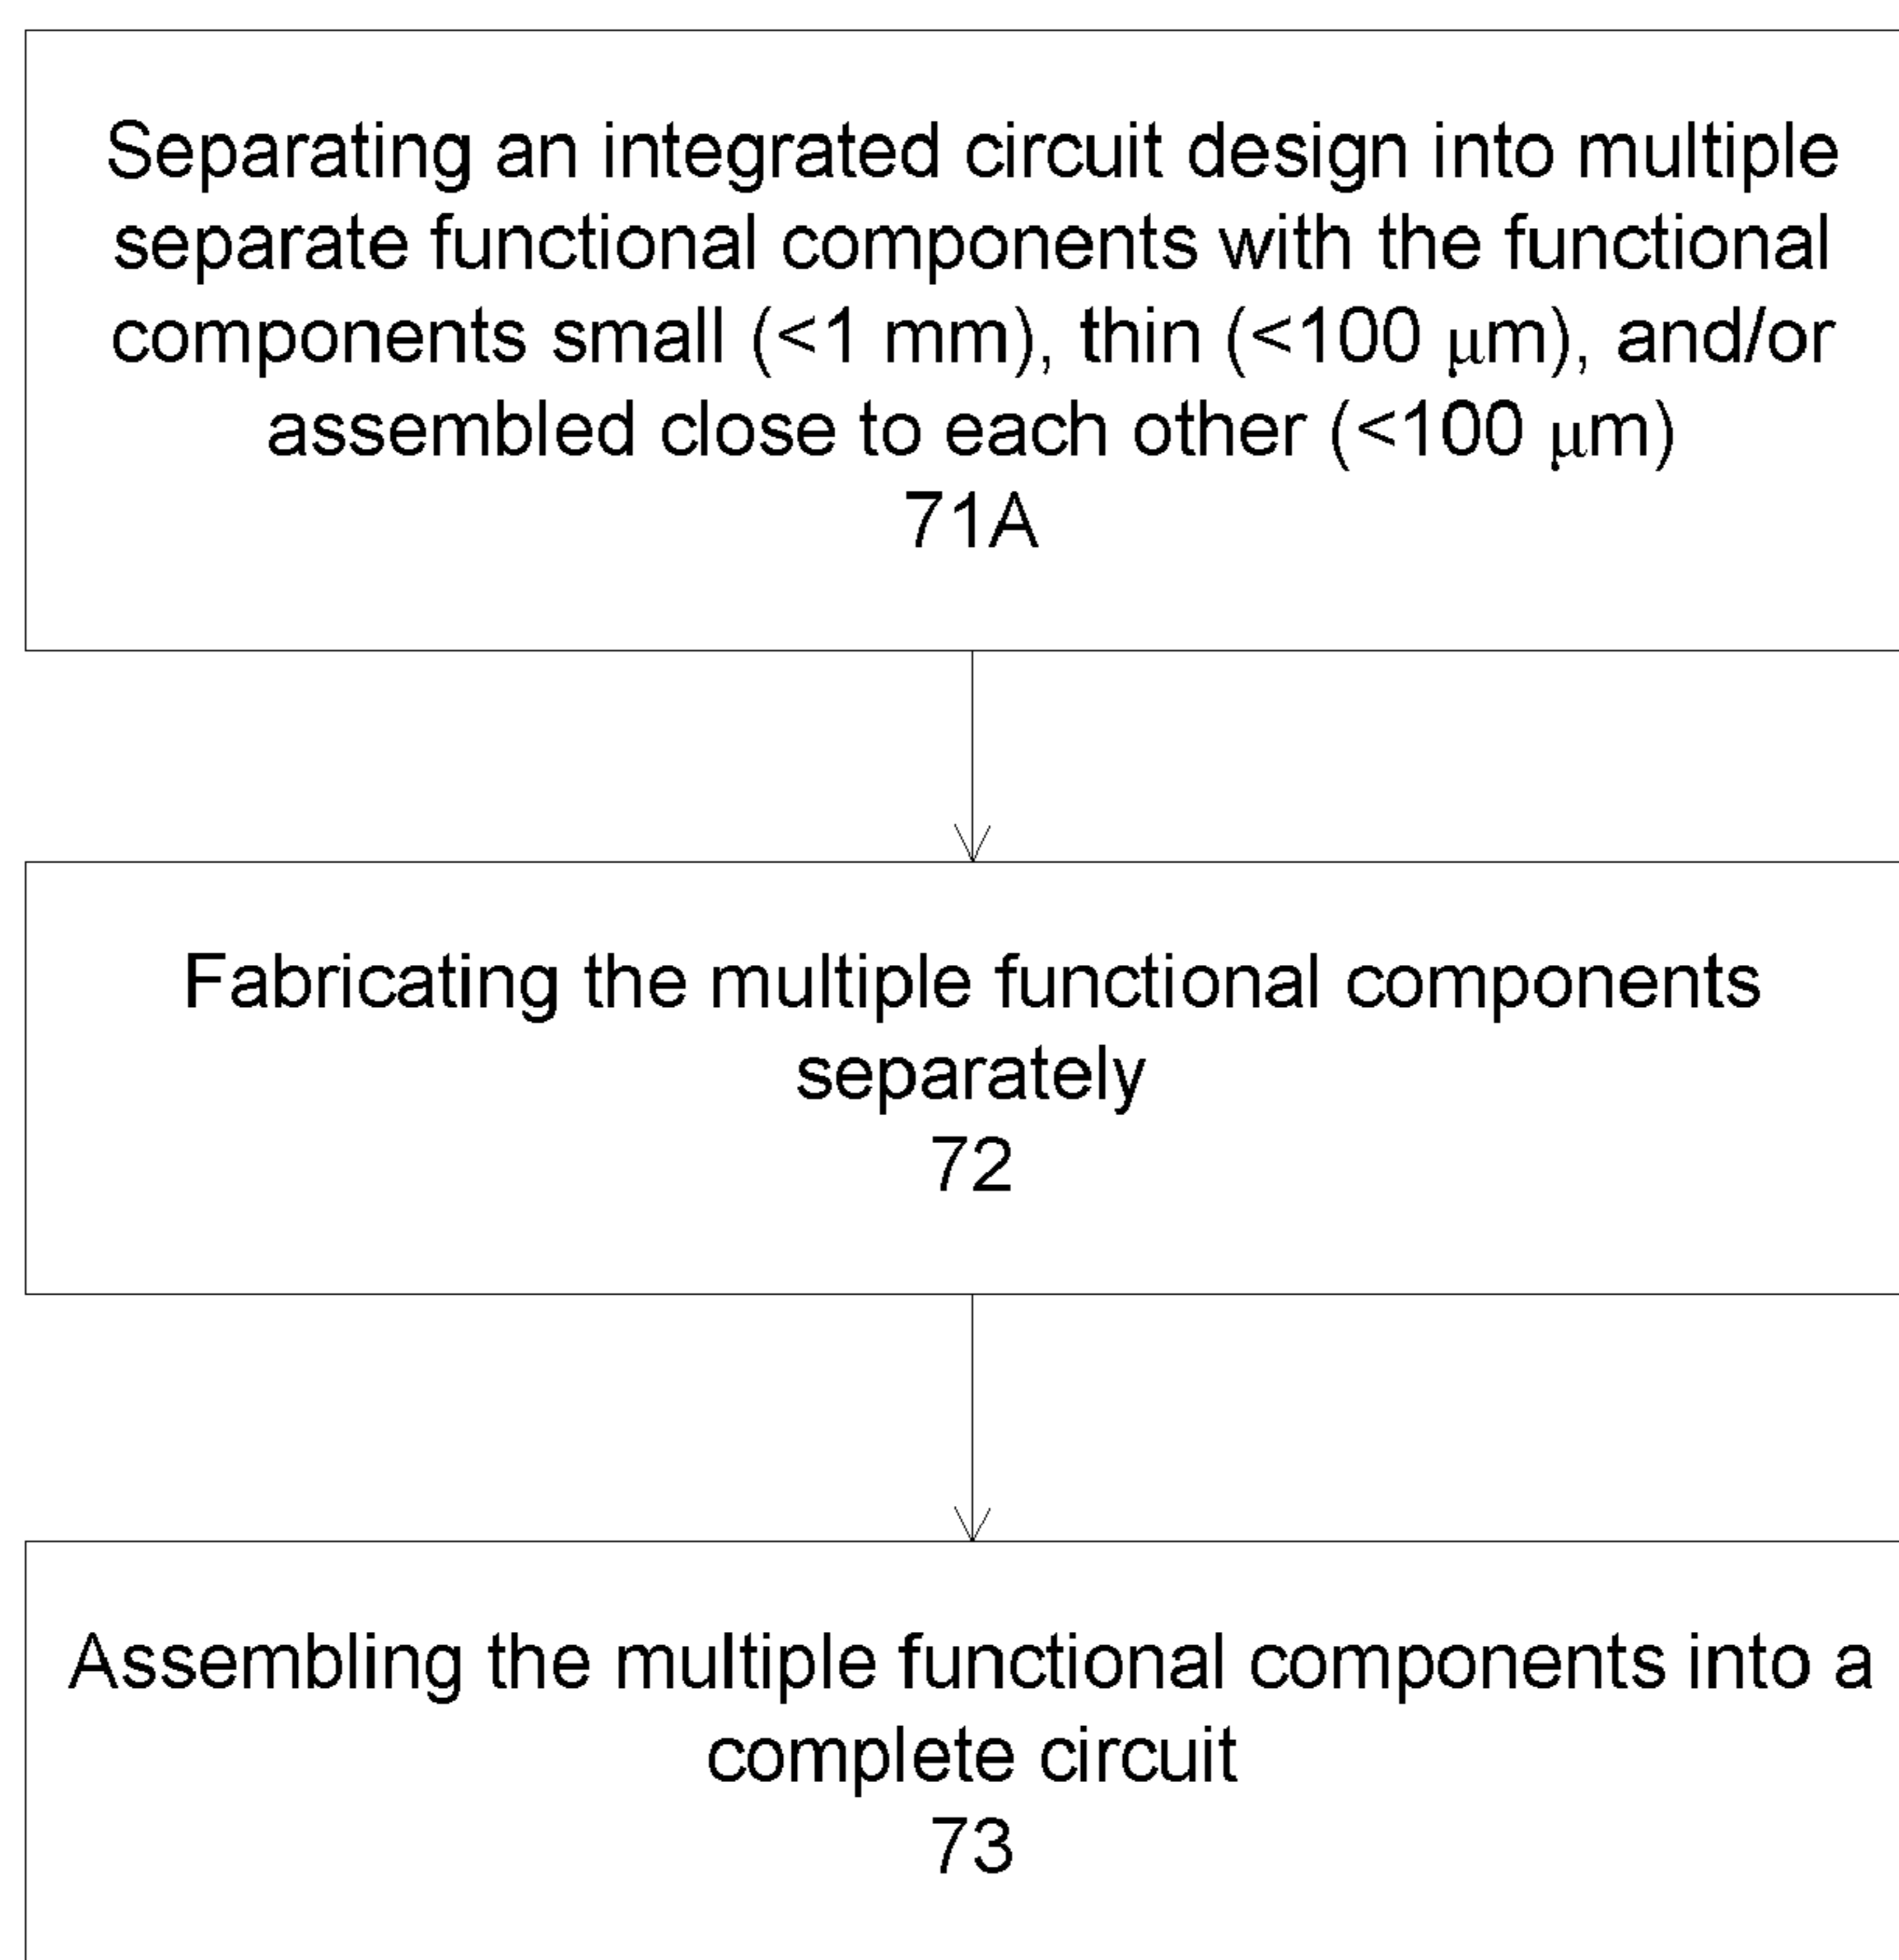 Separating an integrated circuit design into multiple
separate functional components with the functional
components small (<1 mm), thin (<100 μm), and/or
assembled close to each other (<100 μm)
71A
Fabricating the multiple functional components
separately
72
Assembling the multiple functional components into a
complete circuit
73